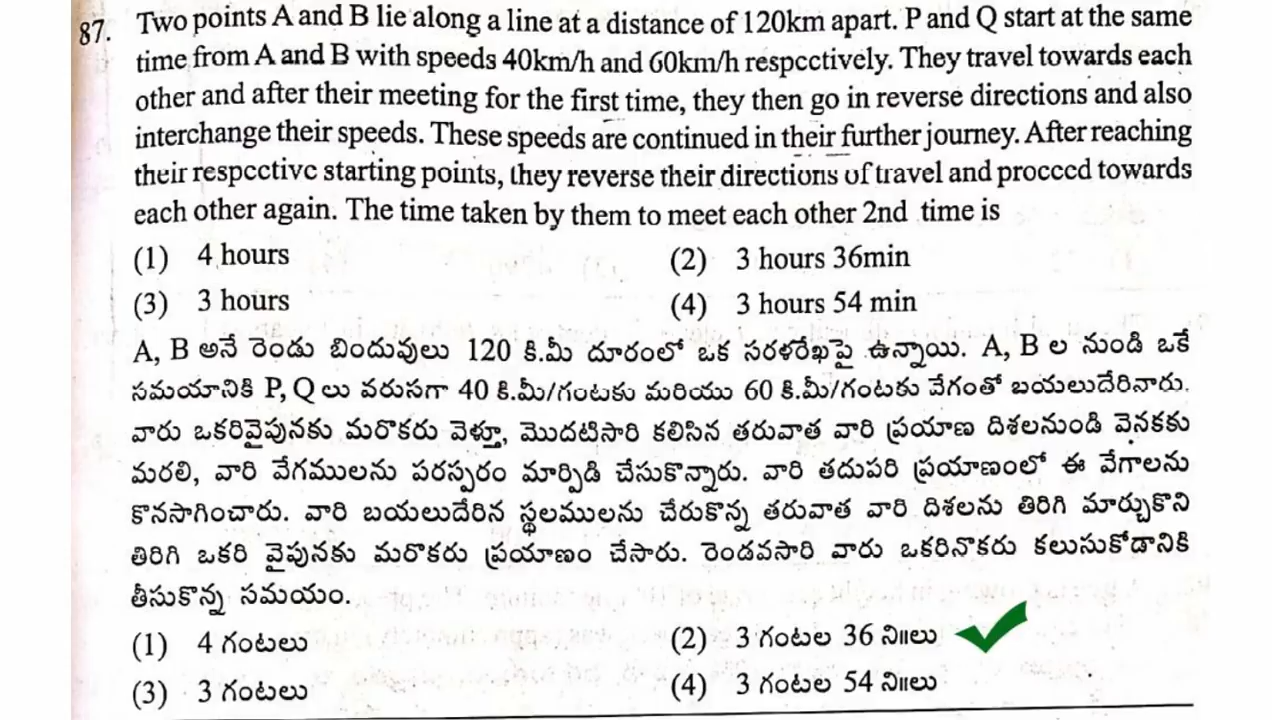 87. Two points A and B lie along a line at a distance of 120km apart. P and Q start at the same
time from A and B with speeds 40km/h and 60km/h respectively. They travel towards each
other and after their meeting for the first time, they then go in reverse directions and also
interchange their speeds. These speeds are continued in their further journey. After reaching
their respective starting points, they reverse their directions of travel and proceed towards
each other again. The time taken by them to meet each other 2nd time is
(1) 4 hours (2) 3 hours 36min
(3) 3 hours (4) 3 hours 54 min
A, B అనే రెండు బిందువులు 120 కి.మీ దూరంలో ఒక సరళరేఖపై ఉన్నాయి. A, B ల నుండి ఒకే
సమయానికి P, Q లు వరుసగా 40 కి.మీ/గంటకు మరియు 60 కి.మీ/గంటకు వేగంతో బయలుదేరినారు.
వారు ఒకరివైపునకు మరొకరు వెళ్తూ, మొదటిసారి కలిసిన తరువాత వారి ప్రయాణ దిశలనుండి వెనకకు
మరలి, వారి వేగములను పరస్పరం మార్పిడి చేసుకొన్నారు. వారి తదుపరి ప్రయాణంలో ఈ వేగాలను
కొనసాగించారు. వారి బయలుదేరిన స్థలములను చేరుకొన్న తరువాత వారి దిశలను తిరిగి మార్చుకొని
తిరిగి ఒకరి వైపునకు మరొకరు ప్రయాణం చేసారు. రెండవసారి వారు ఒకరినొకరు కలుసుకోడానికి
తీసుకొన్న సమయం.
(1) 4 గంటలు (2) 3 గంటల 36 ని॥లు
(3) 3 గంటలు (4) 3 గంటల 54 ని॥లు